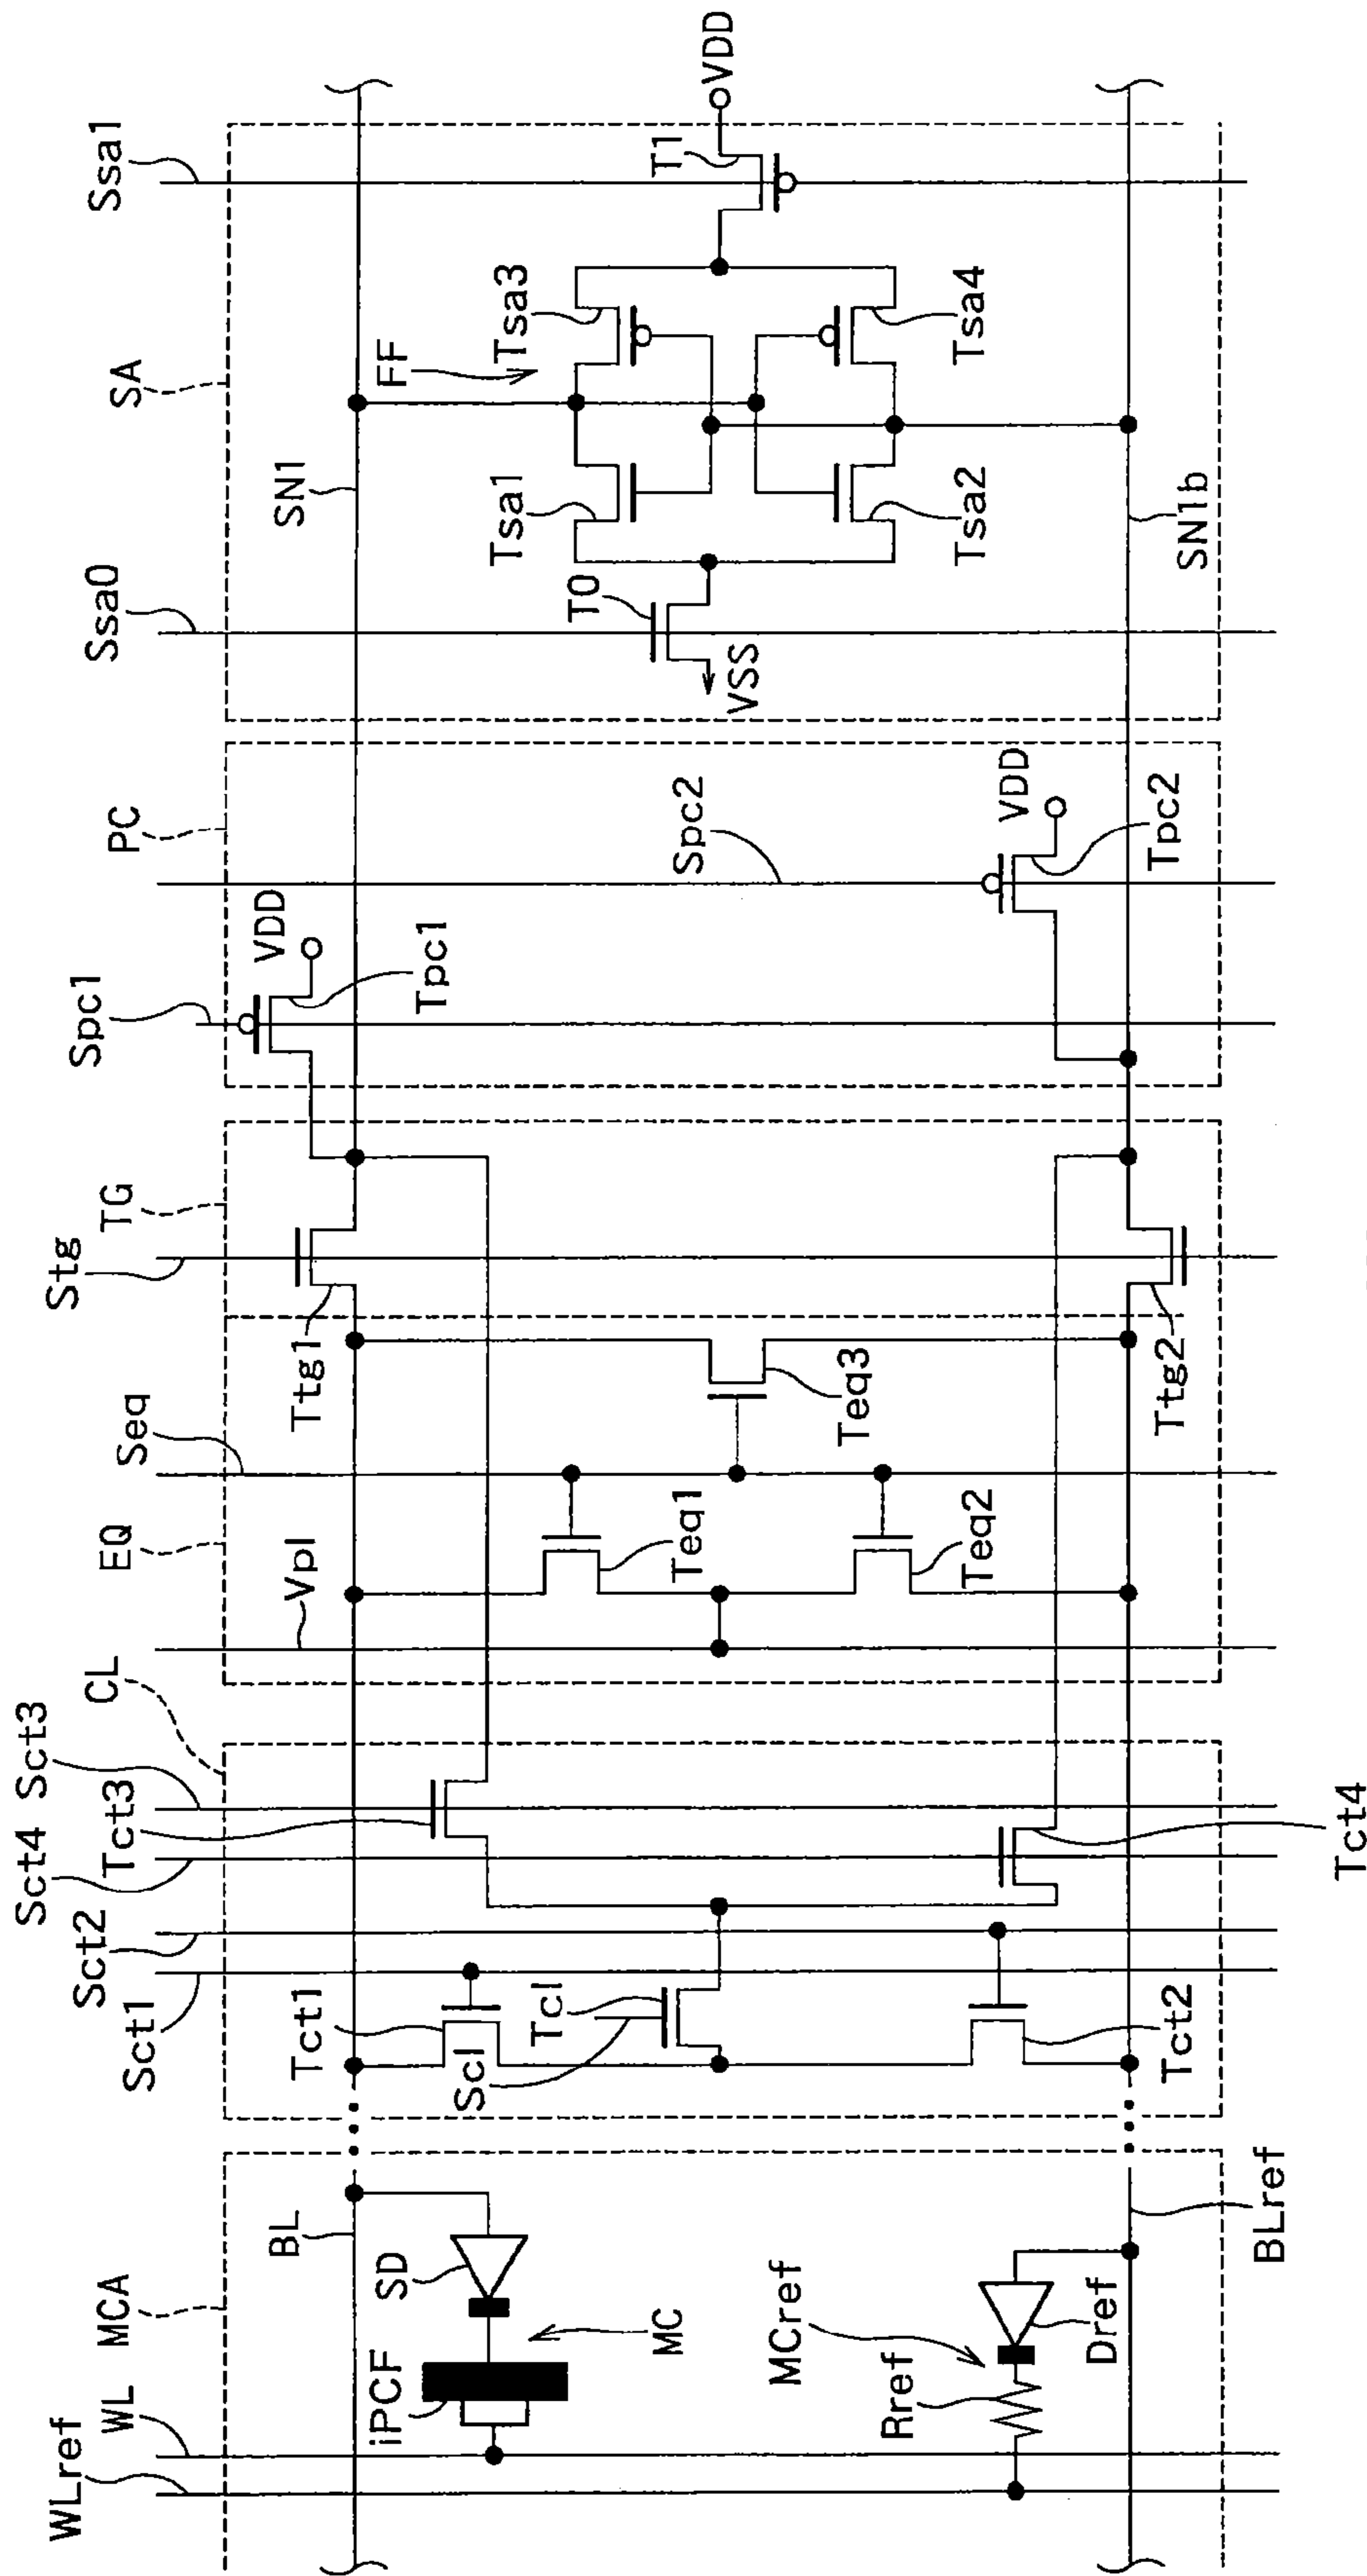 WLref
WL
MCA
BL
SD
iPCF
MC
MCref
Rref
Dref
BLref
Sct1
Sct2
Sct4
Sct3
Tct3
CL
Tct1
Scl
Tcl
Tct2
Tct4
EQ
Vpl
Seq
Teq1
Teq2
Teq3
Stg
TG
Ttg1
Ttg2
Spc1
PC
VDD
Tpc1
Spc2
VDD
Tpc2
Ssa0
SA
Ssa1
SN1
FF
T0
VSS
Tsa1
Tsa3
Tsa2
Tsa4
T1
VDD
SN1b